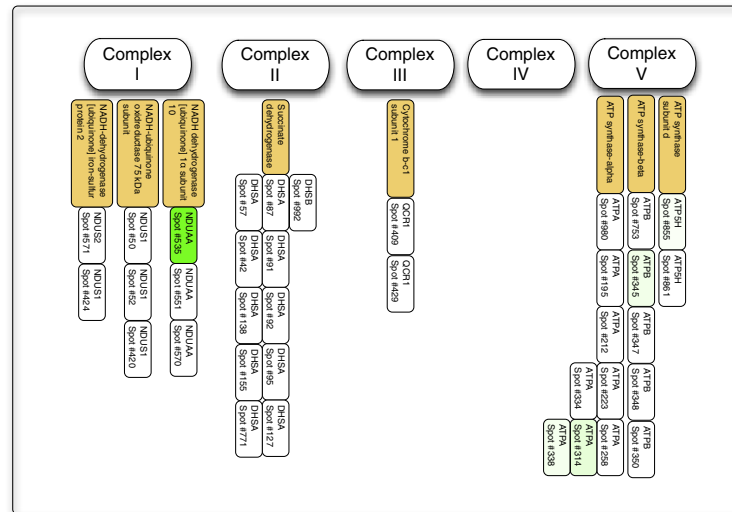 Complex
I
Complex
II
Complex
III
Complex
IV
Complex
V
NADH-dehydrogenase
[ubiquinone] iron-sulfur
protein 2
NDUS2
Spot #571
NDUS1
Spot #424
NADH-ubiquinone
oxidreductase 75 kDa
subunit
NDUS1
Spot #50
NDUS1
Spot #52
NDUS1
Spot #420
NADH dehydrogenase
[ubiquinone] 1α subunit
10
NDUAA
Spot #535
NDUAA
Spot #551
NDUAA
Spot #570
Succinate
dehydrogenase
DHSA
Spot #57
DHSA
Spot #42
DHSA
Spot #138
DHSA
Spot #155
DHSA
Spot #771
DHSA
Spot #87
DHSA
Spot #91
DHSA
Spot #92
DHSA
Spot #95
DHSA
Spot #127
DHSB
Spot #992
Cytochrome b-c1
subunit 1
QCR1
Spot #409
QCR1
Spot #429
ATP synthase-alpha
ATPA
Spot #980
ATPA
Spot #195
ATPA
Spot #212
ATPA
Spot #223
ATPA
Spot #258
ATPA
Spot #334
ATPA
Spot #314
ATPA
Spot #338
ATP synthase-beta
ATPB
Spot #753
ATPB
Spot #345
ATPB
Spot #347
ATPB
Spot #348
ATPB
Spot #350
ATP synthase
subunit d
ATP5H
Spot #855
ATP5H
Spot #861